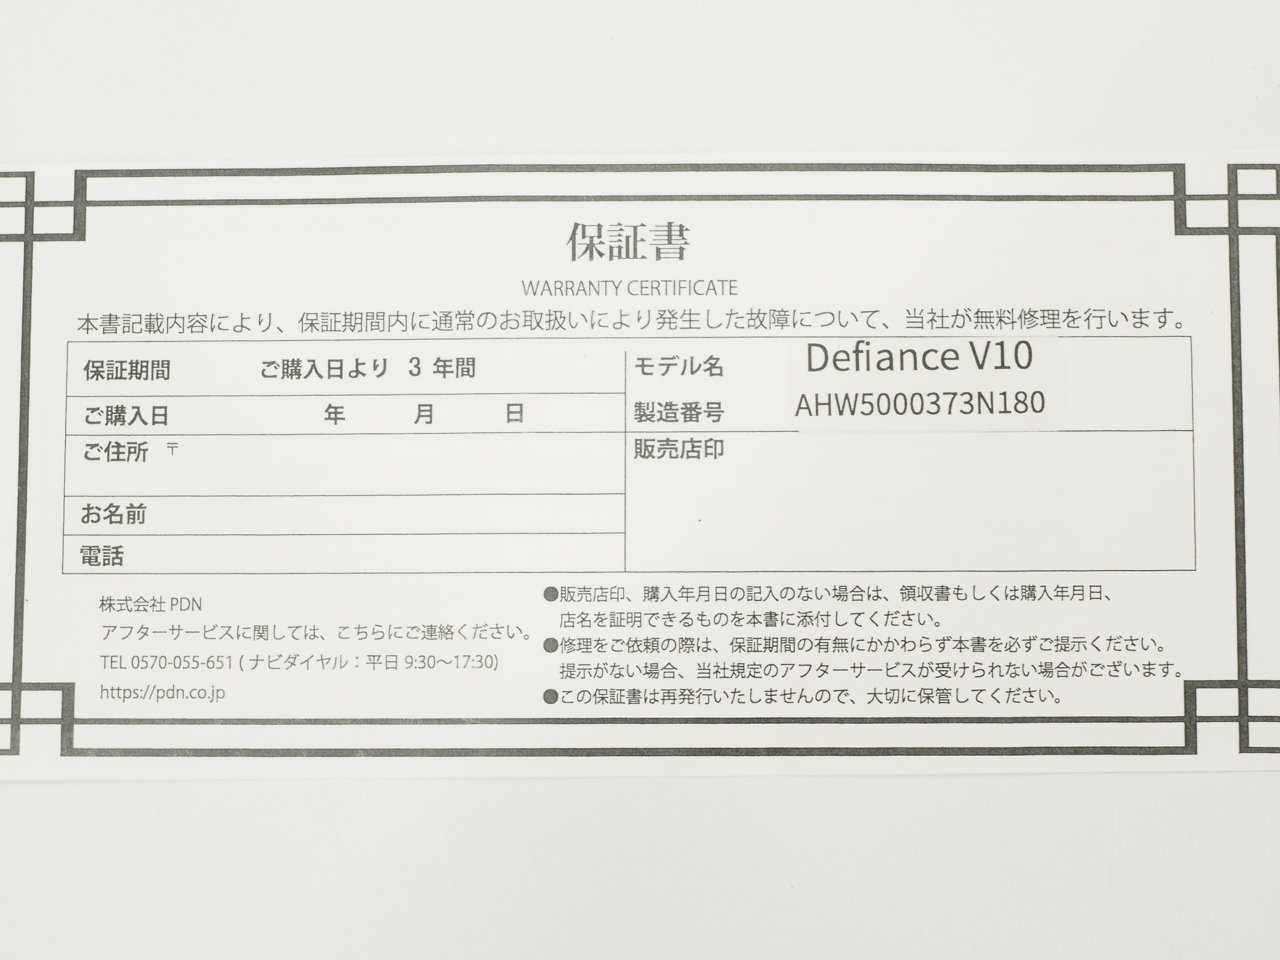 保証書
WARRANTY CERTIFICATE
本書記載内容により、保証期間内に通常のお取扱いにより発生した故障について、当社が無料修理を行います。
保証期間 ご購入日より 3 年間
ご購入日 年 月 日
ご住所 〒
お名前
電話
モデル名 Defiance V10
製造番号 AHW5000373N180
販売店印
株式会社 PDN
アフターサービスに関しては、こちらにご連絡ください。
TEL 0570-055-651 ( ナビダイヤル：平日 9:30〜17:30)
https://pdn.co.jp
●販売店印、購入年月日の記入のない場合は、領収書もしくは購入年月日、
店名を証明できるものを本書に添付してください。
●修理をご依頼の際は、保証期間の有無にかかわらず本書を必ずご提示ください。
提示がない場合、当社規定のアフターサービスが受けられない場合がございます。
●この保証書は再発行いたしませんので、大切に保管してください。